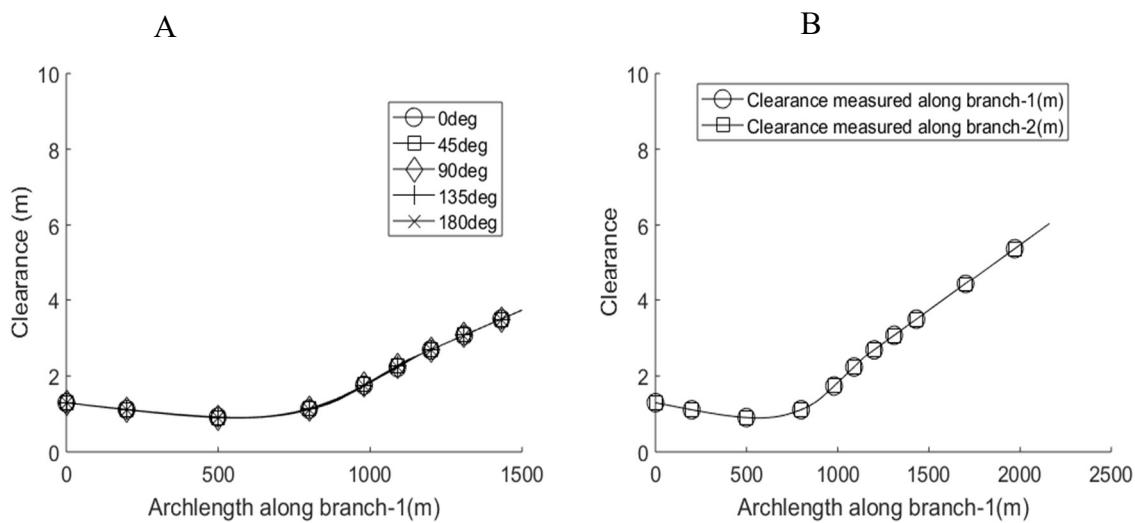 A
B
10
8
6
4
2
0
Clearance (m)
0deg
45deg
90deg
135deg
180deg
0 500 1000 1500
Archlength along branch-1(m)
10
8
6
4
2
0
Clearance
Clearance measured along branch-1(m)
Clearance measured along branch-2(m)
0 500 1000 1500 2000 2500
Archlength along branch-1(m)